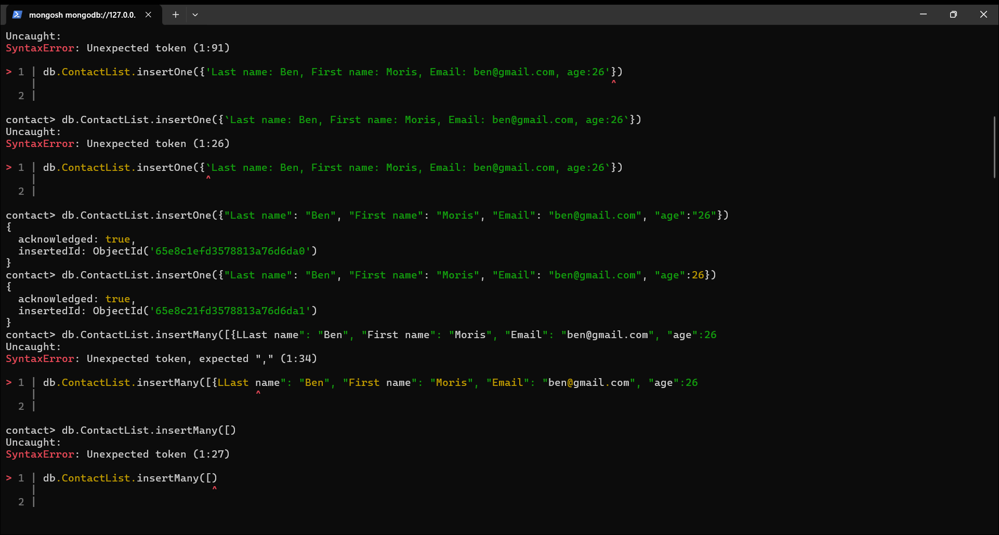 mongosh mongodb://127.0.0.
Uncaught:
SyntaxError: Unexpected token (1:91)
> 1 | db.ContactList.insertOne({'Last name: Ben, First name: Moris, Email: ben@gmail.com, age:26'})
|                                                                                            ^
2 |
contact> db.ContactList.insertOne({`Last name: Ben, First name: Moris, Email: ben@gmail.com, age:26`})
Uncaught:
SyntaxError: Unexpected token (1:26)
> 1 | db.ContactList.insertOne({`Last name: Ben, First name: Moris, Email: ben@gmail.com, age:26`})
|                           ^
2 |
contact> db.ContactList.insertOne({"Last name": "Ben", "First name": "Moris", "Email": "ben@gmail.com", "age":"26"})
{
acknowledged: true,
insertedId: ObjectId('65e8c1efd3578813a76d6da0')
}
contact> db.ContactList.insertOne({"Last name": "Ben", "First name": "Moris", "Email": "ben@gmail.com", "age":26})
{
acknowledged: true,
insertedId: ObjectId('65e8c21fd3578813a76d6da1')
}
contact> db.ContactList.insertMany([{LLast name": "Ben", "First name": "Moris", "Email": "ben@gmail.com", "age":26
Uncaught:
SyntaxError: Unexpected token, expected "," (1:34)
> 1 | db.ContactList.insertMany([{LLast name": "Ben", "First name": "Moris", "Email": "ben@gmail.com", "age":26
|                                   ^
2 |
contact> db.ContactList.insertMany([)
Uncaught:
SyntaxError: Unexpected token (1:27)
> 1 | db.ContactList.insertMany([)
|                            ^
2 |